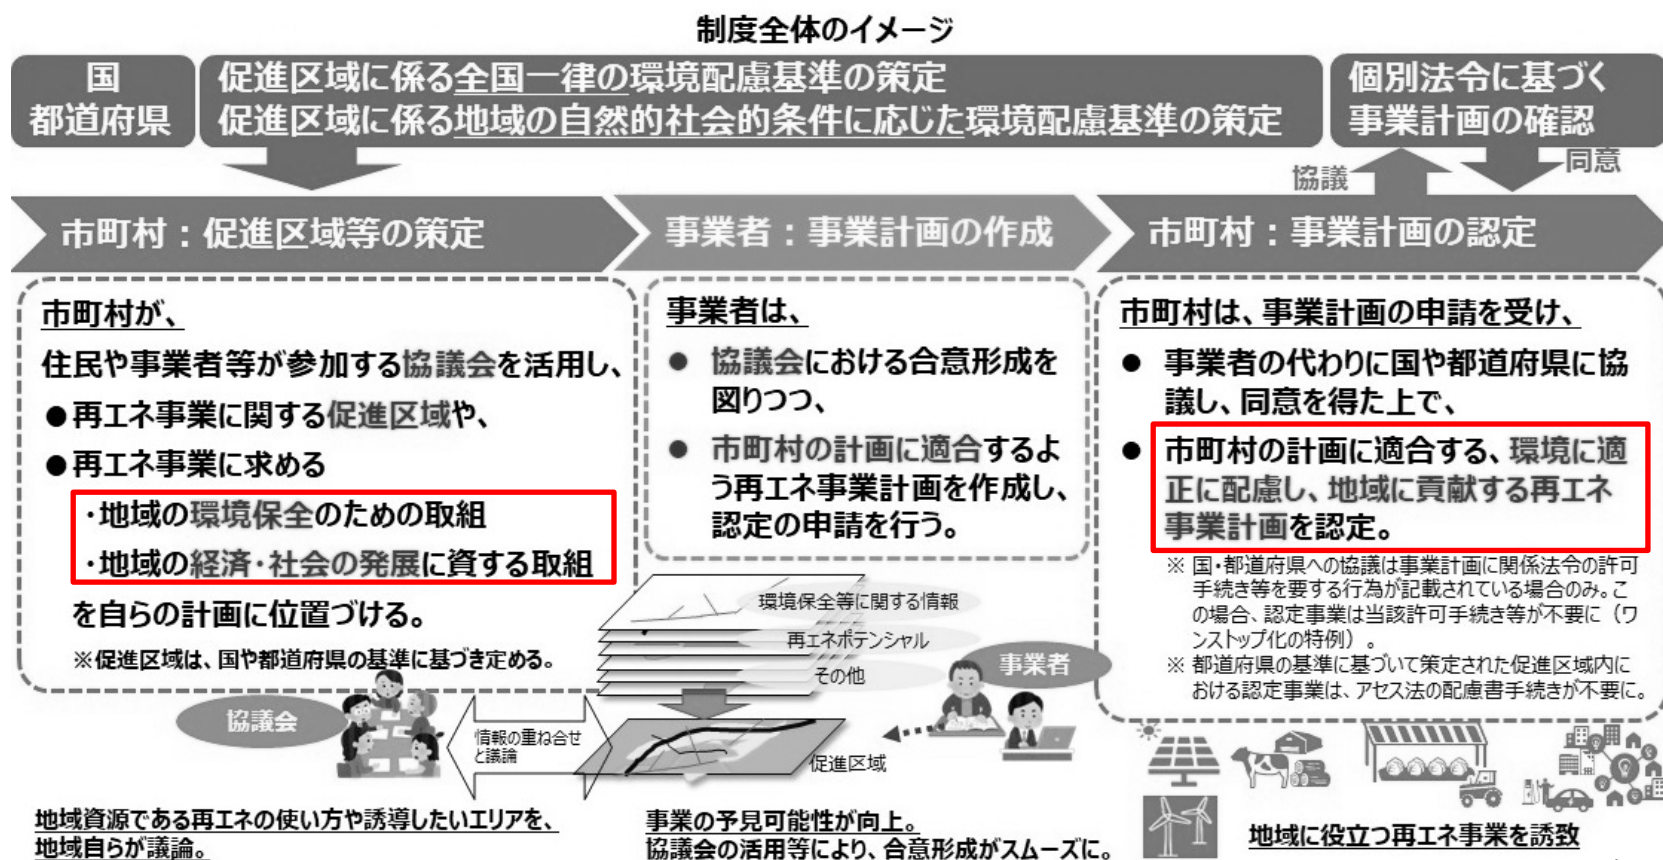 制度全体のイメージ
国
都道府県
促進区域に係る全国一律の環境配慮基準の策定
促進区域に係る地域の自然的社会的条件に応じた環境配慮基準の策定
個別法令に基づく
事業計画の確認
協議
同意
市町村：促進区域等の策定
市町村が、
住民や事業者等が参加する協議会を活用し、
●再エネ事業に関する促進区域や、
●再エネ事業に求める
・地域の環境保全のための取組
・地域の経済・社会の発展に資する取組
を自らの計画に位置づける。
※促進区域は、国や都道府県の基準に基づき定める。
事業者：事業計画の作成
事業者は、
● 協議会における合意形成を
図りつつ、
● 市町村の計画に適合するよ
う再エネ事業計画を作成し、
認定の申請を行う。
市町村：事業計画の認定
市町村は、事業計画の申請を受け、
● 事業者の代わりに国や都道府県に協
議し、同意を得た上で、
● 市町村の計画に適合する、環境に適
正に配慮し、地域に貢献する再エネ
事業計画を認定。
※ 国・都道府県への協議は事業計画に関係法令の許可
手続き等を要する行為が記載されている場合のみ。こ
の場合、認定事業は当該許可手続き等が不要に（ワ
ンストップ化の特例）。
※ 都道府県の基準に基づいて策定された促進区域内に
おける認定事業は、アセス法の配慮書手続きが不要に。
環境保全等に関する情報
再エネポテンシャル
その他
事業者
協議会
情報の重ね合せ
と議論
促進区域
地域資源である再エネの使い方や誘導したいエリアを、
地域自らが議論。
事業の予見可能性が向上。
協議会の活用等により、合意形成がスムーズに。
地域に役立つ再エネ事業を誘致